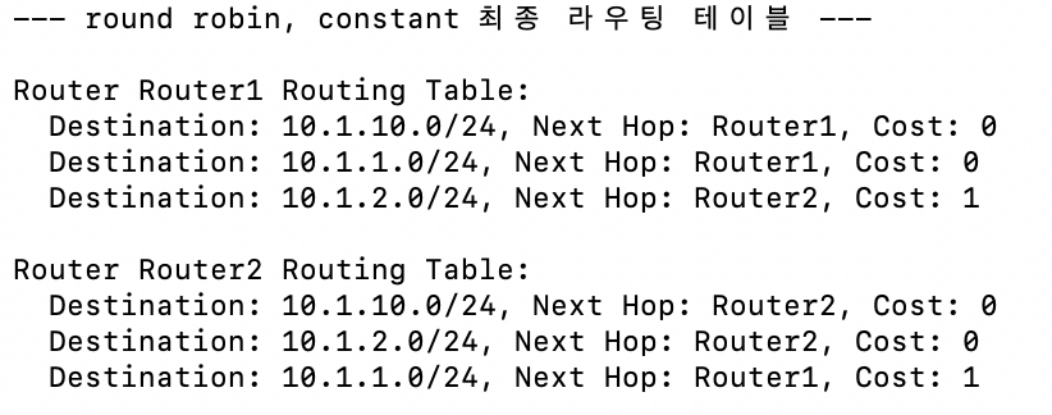 --- round robin, constant 최종 라우팅 테이블 ---
Router Router1 Routing Table:
Destination: 10.1.10.0/24, Next Hop: Router1, Cost: 0
Destination: 10.1.1.0/24, Next Hop: Router1, Cost: 0
Destination: 10.1.2.0/24, Next Hop: Router2, Cost: 1
Router Router2 Routing Table:
Destination: 10.1.10.0/24, Next Hop: Router2, Cost: 0
Destination: 10.1.2.0/24, Next Hop: Router2, Cost: 0
Destination: 10.1.1.0/24, Next Hop: Router1, Cost: 1